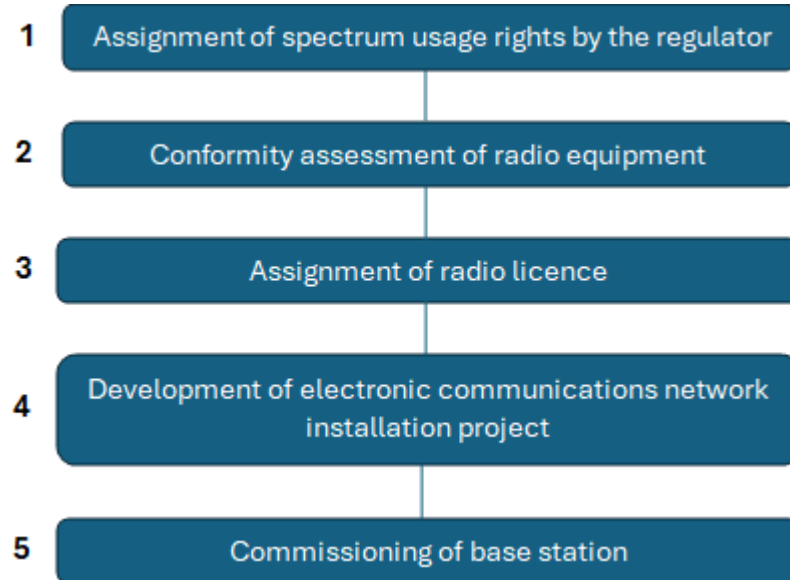 1 Assignment of spectrum usage rights by the regulator
2 Conformity assessment of radio equipment
3 Assignment of radio licence
4 Development of electronic communications network
installation project
5 Commissioning of base station